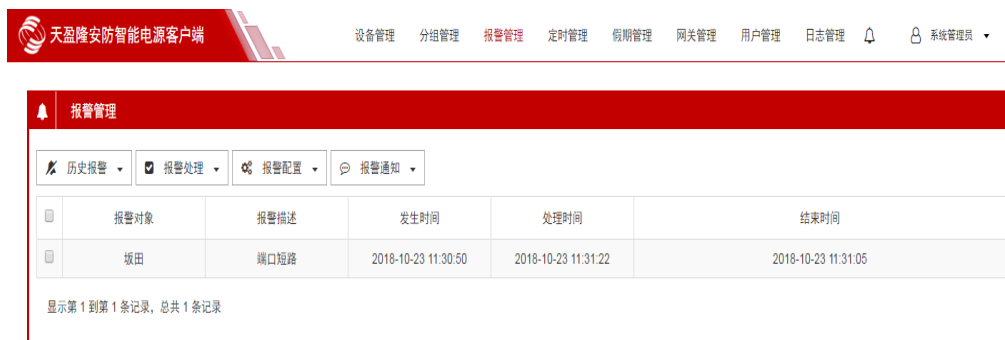 天盈隆安防智能电源客户端 设备管理 分组管理 报警管理 定时管理 假期管理 网关管理 用户管理 日志管理 系统管理员
报警管理
历史报警 报警处理 报警配置 报警通知
报警对象 报警描述 发生时间 处理时间 结束时间
坂田 端口短路 2018-10-23 11:30:50 2018-10-23 11:31:22 2018-10-23 11:31:05
显示第 1 到第 1 条记录，总共 1 条记录